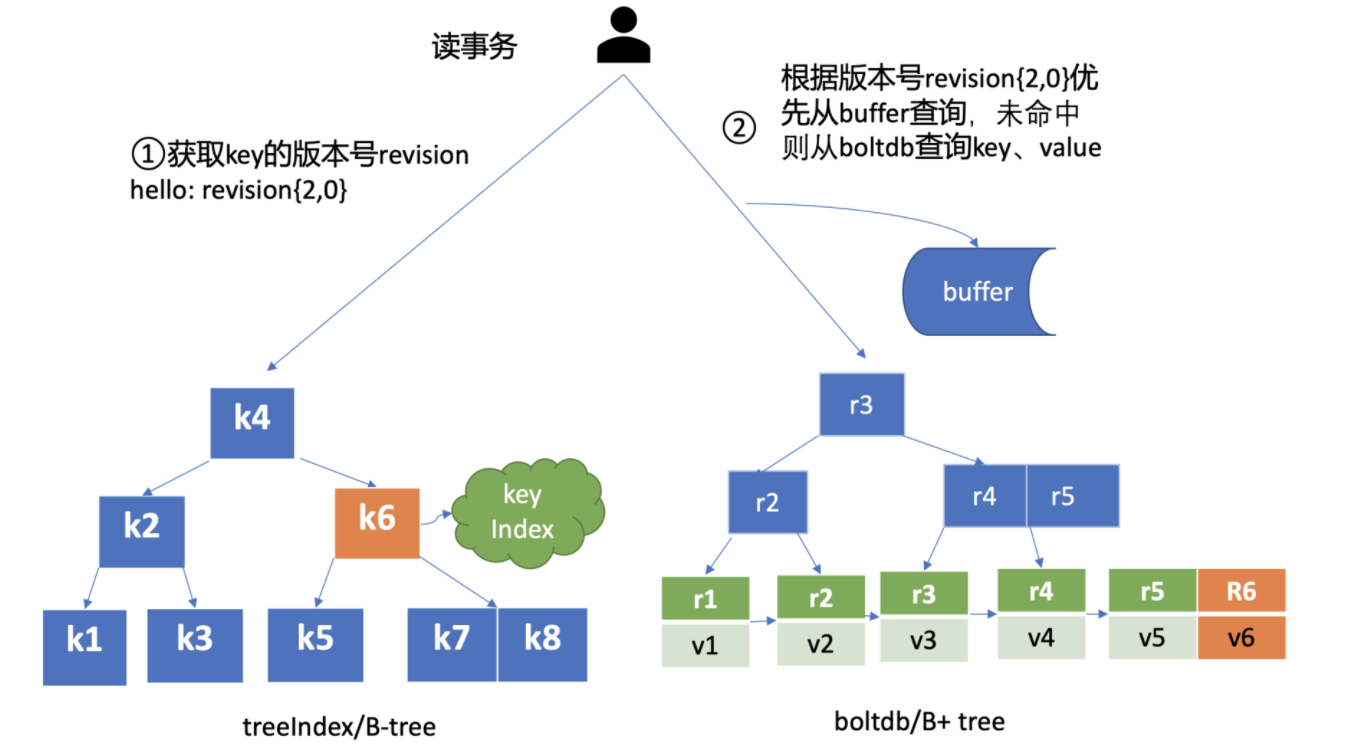 读事务
①获取key的版本号revision
hello: revision{2,0}
②
根据版本号revision{2,0}优
先从buffer查询，未命中
则从boltdb查询key、value
buffer
k4
k2
k6
key
Index
k1
k3
k5
k7
k8
treeIndex/B-tree
r3
r2
r4
r5
r1
r2
r3
r4
r5
R6
v1
v2
v3
v4
v5
v6
boltdb/B+ tree